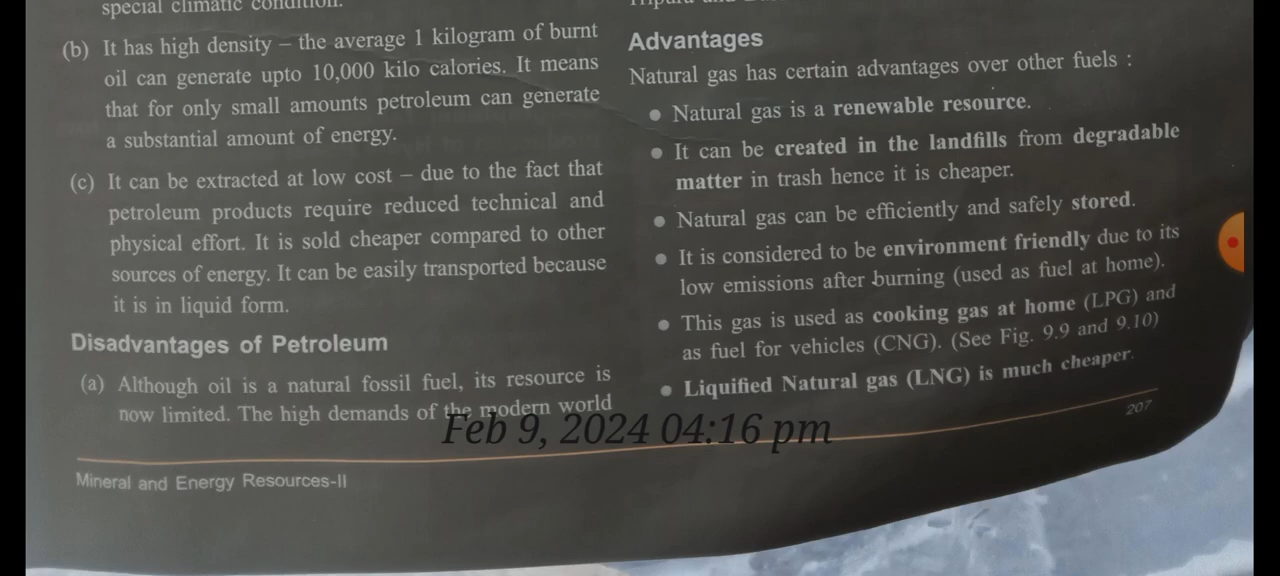 special climatic condition.
(b) It has high density – the average 1 kilogram of burnt
oil can generate upto 10,000 kilo calories. It means
that for only small amounts petroleum can generate
a substantial amount of energy.
(c) It can be extracted at low cost – due to the fact that
petroleum products require reduced technical and
physical effort. It is sold cheaper compared to other
sources of energy. It can be easily transported because
it is in liquid form.
Disadvantages of Petroleum
(a) Although oil is a natural fossil fuel, its resource is
now limited. The high demands of the modern world
Mineral and Energy Resources-II
Advantages
Natural gas has certain advantages over other fuels :
• Natural gas is a renewable resource.
• It can be created in the landfills from degradable
matter in trash hence it is cheaper.
• Natural gas can be efficiently and safely stored.
• It is considered to be environment friendly due to its
low emissions after burning (used as fuel at home).
• This gas is used as cooking gas at home (LPG) and
as fuel for vehicles (CNG). (See Fig. 9.9 and 9.10)
• Liquified Natural gas (LNG) is much cheaper.
207
Feb 9, 2024 04:16 pm